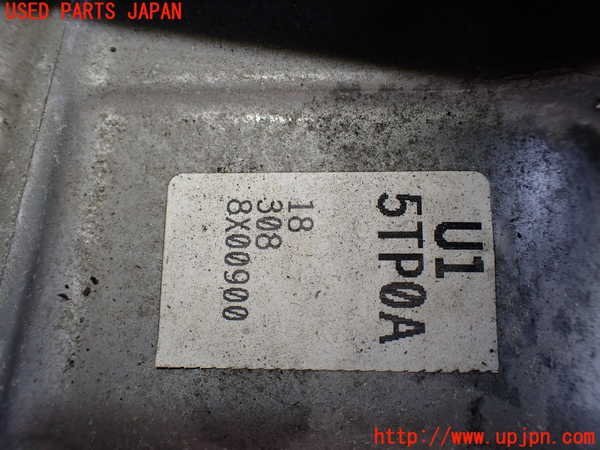 USED PARTS JAPAN
U1
5TP0A
18
308
8X00900
http://www.upjpn.com/